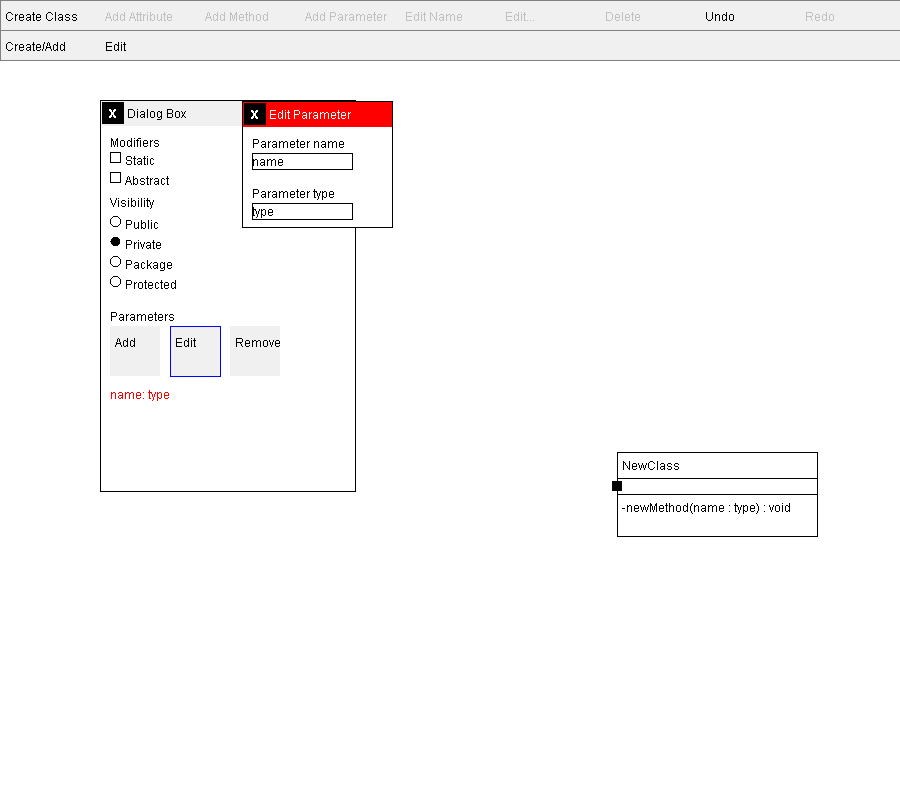 Create Class Add Attribute Add Method Add Parameter Edit Name Edit... Delete Undo Redo
Create/Add Edit
X Dialog Box
Modifiers
Static
Abstract
Visibility
Public
Private
Package
Protected
Parameters
Add Edit Remove
name: type
X Edit Parameter
Parameter name
name
Parameter type
type
NewClass
-newMethod(name : type) : void